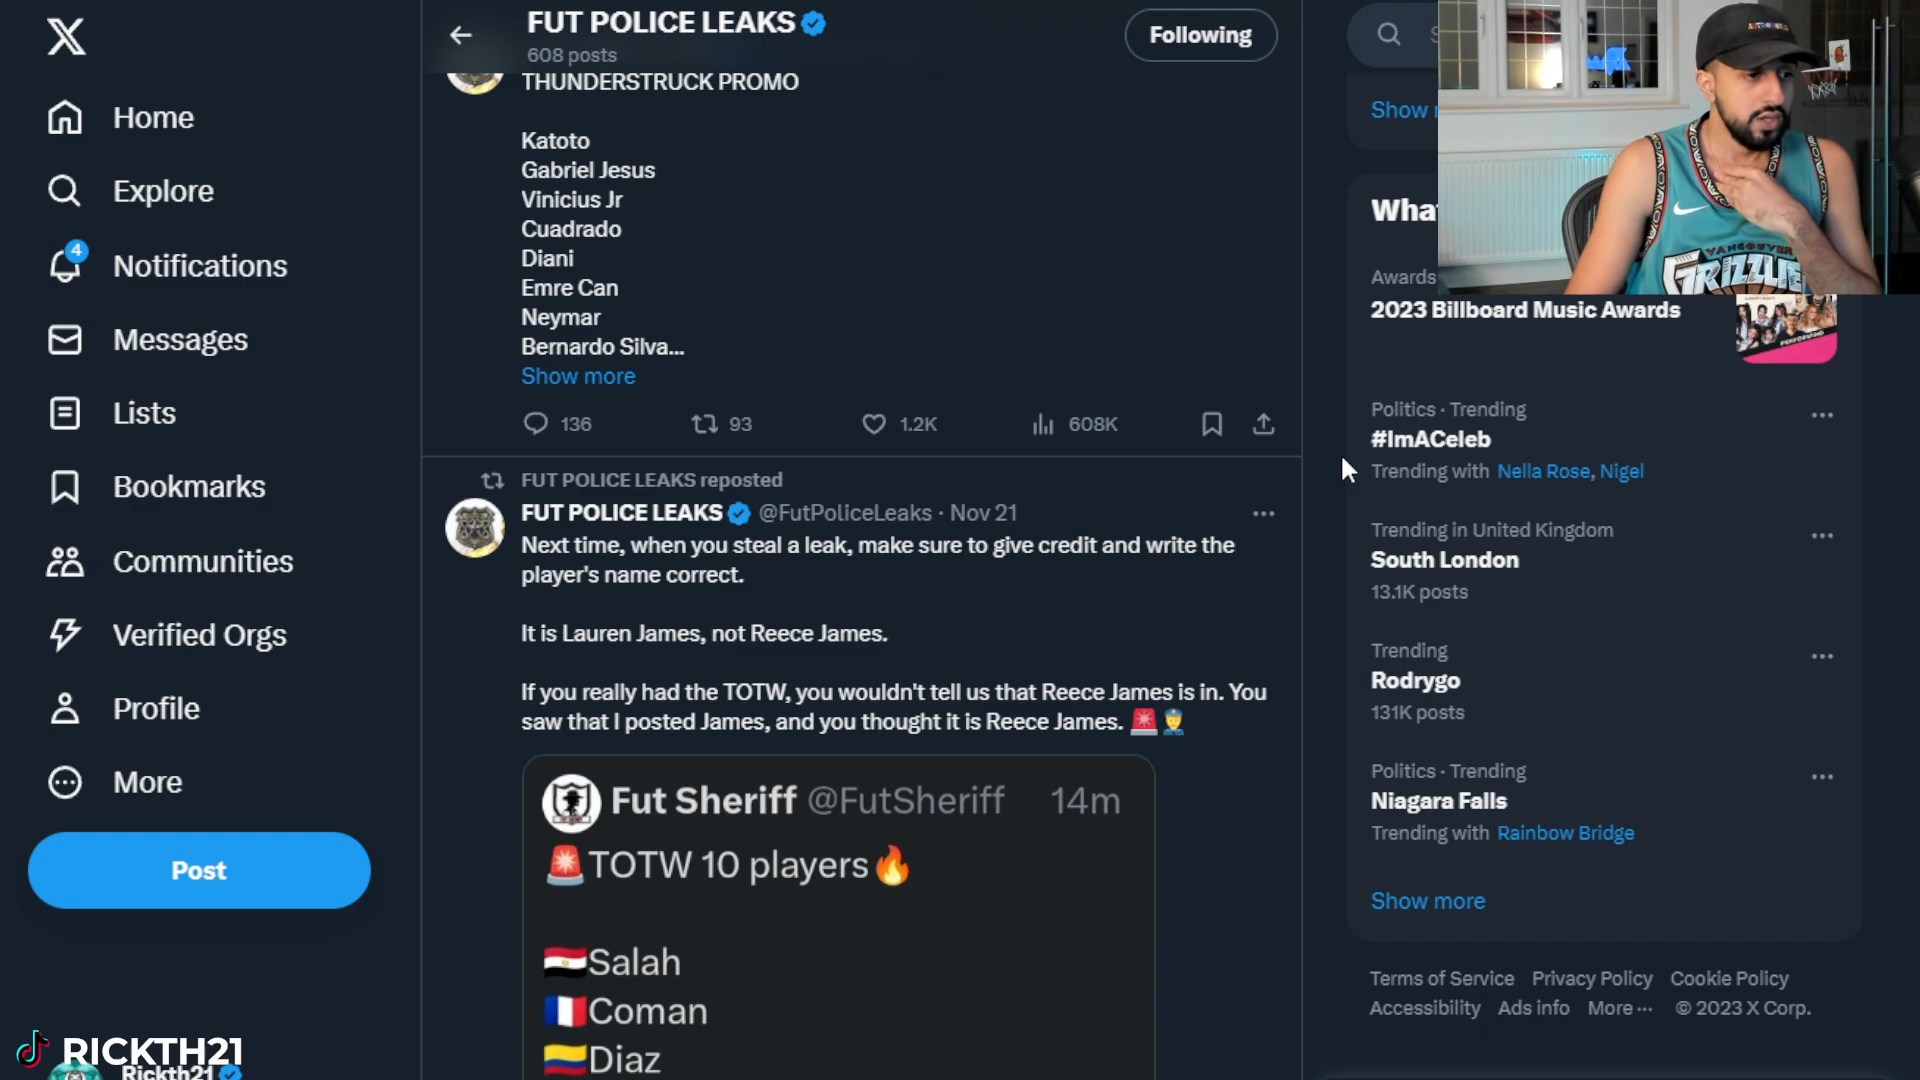 Home
Explore
4
Notifications
Messages
Lists
Bookmarks
Communities
Verified Orgs
Profile
More
Post
RICKTH21
Rickth21
FUT POLICE LEAKS
608 posts
Following
THUNDERSTRUCK PROMO
Katoto
Gabriel Jesus
Vinicius Jr
Cuadrado
Diani
Emre Can
Neymar
Bernardo Silva...
Show more
136
93
1.2K
608K
FUT POLICE LEAKS reposted
FUT POLICE LEAKS @FutPoliceLeaks · Nov 21
Next time, when you steal a leak, make sure to give credit and write the
player's name correct.
It is Lauren James, not Reece James.
If you really had the TOTW, you wouldn't tell us that Reece James is in. You
saw that I posted James, and you thought it is Reece James. 🚨👮
Fut Sheriff @FutSheriff 14m
🚨TOTW 10 players🔥
🇪🇬Salah
🇫🇷Coman
🇨🇴Diaz
Show
VANCOUVER
GRIZZLIE
Awards
2023 Billboard Music Awards
Politics · Trending
#ImACeleb
Trending with Nella Rose, Nigel
Trending in United Kingdom
South London
13.1K posts
Trending
Rodrygo
131K posts
Politics · Trending
Niagara Falls
Trending with Rainbow Bridge
Show more
Terms of Service Privacy Policy Cookie Policy
Accessibility Ads info More ··· © 2023 X Corp.